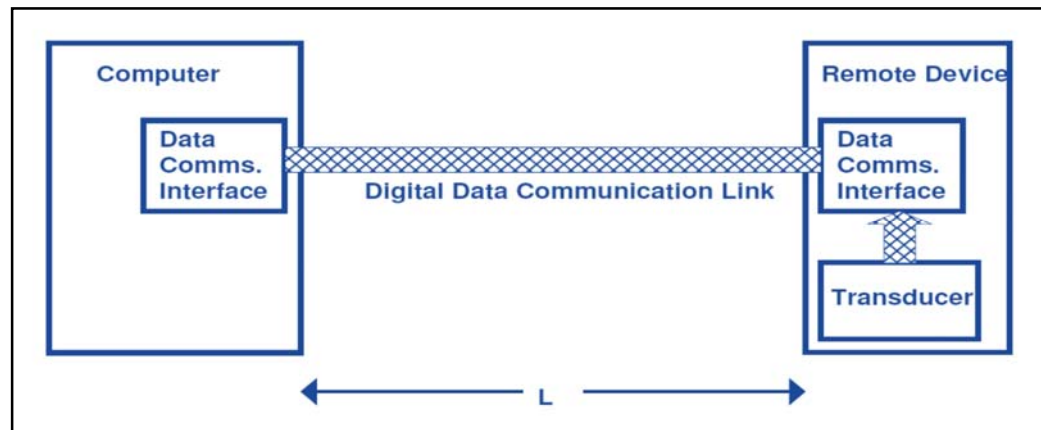 Computer
Data
Comms.
Interface
Digital Data Communication Link
Remote Device
Data
Comms.
Interface
Transducer
L